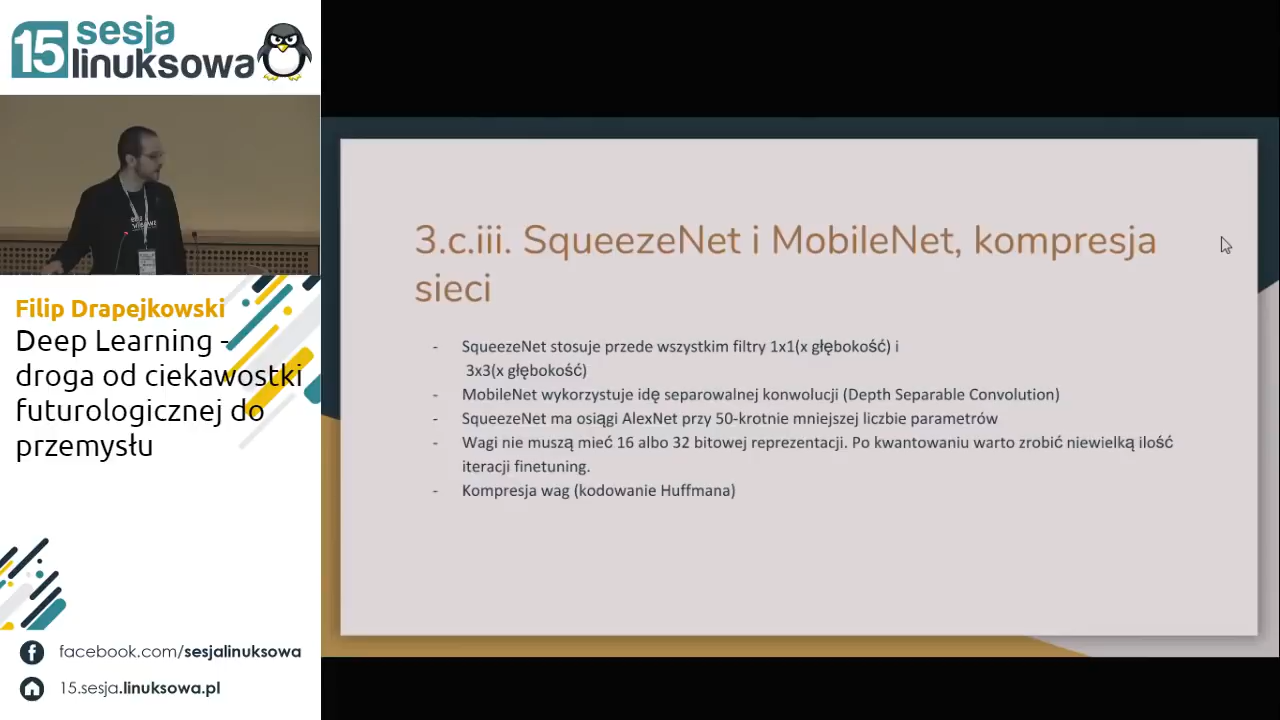 15 sesja
linuksowa
Filip Drapejkowski
Deep Learning -
droga od ciekawostki
futurologicznej do
przemysłu
facebook.com/sesjalinuksowa
15.sesja.linuksowa.pl
3.c.iii. SqueezeNet i MobileNet, kompresja
sieci
- SqueezeNet stosuje przede wszystkim filtry 1x1(x głębokość) i
3x3(x głębokość)
- MobileNet wykorzystuje idę separowalnej konwolucji (Depth Separable Convolution)
- SqueezeNet ma osiągi AlexNet przy 50-krotnie mniejszej liczbie parametrów
- Wagi nie muszą mieć 16 albo 32 bitowej reprezentacji. Po kwantowaniu warto zrobić niewielką ilość
iteracji finetuning.
- Kompresja wag (kodowanie Huffmana)